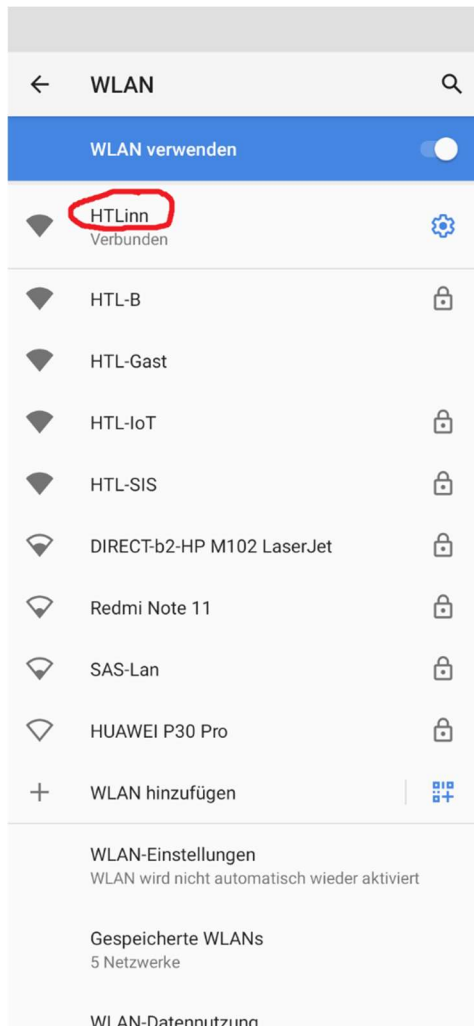 WLAN
WLAN verwenden
HTLinn
Verbunden
HTL-B
HTL-Gast
HTL-IoT
HTL-SIS
DIRECT-b2-HP M102 LaserJet
Redmi Note 11
SAS-Lan
HUAWEI P30 Pro
WLAN hinzufügen
WLAN-Einstellungen
WLAN wird nicht automatisch wieder aktiviert
Gespeicherte WLANs
5 Netzwerke
WLAN-Datennutzung